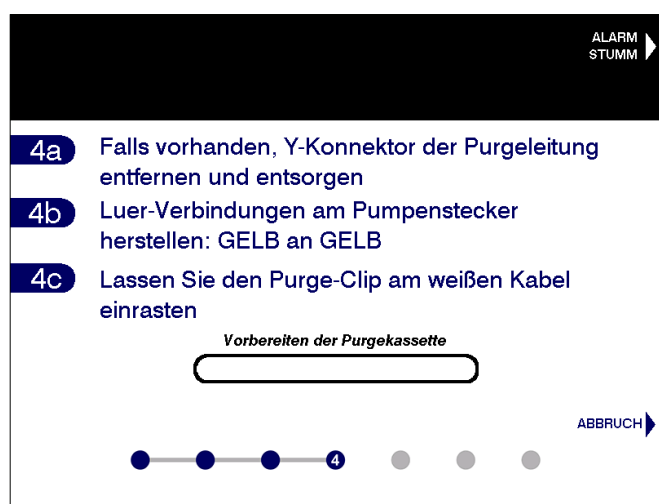 ALARM
STUMM
4a
Falls vorhanden, Y-Konnektor der Purgeleitung
entfernen und entsorgen
4b
Luer-Verbindungen am Pumpenstecker
herstellen: GELB an GELB
4c
Lassen Sie den Purge-Clip am weißen Kabel
einrasten
Vorbereiten der Purgekassette
ABBRUCH
4